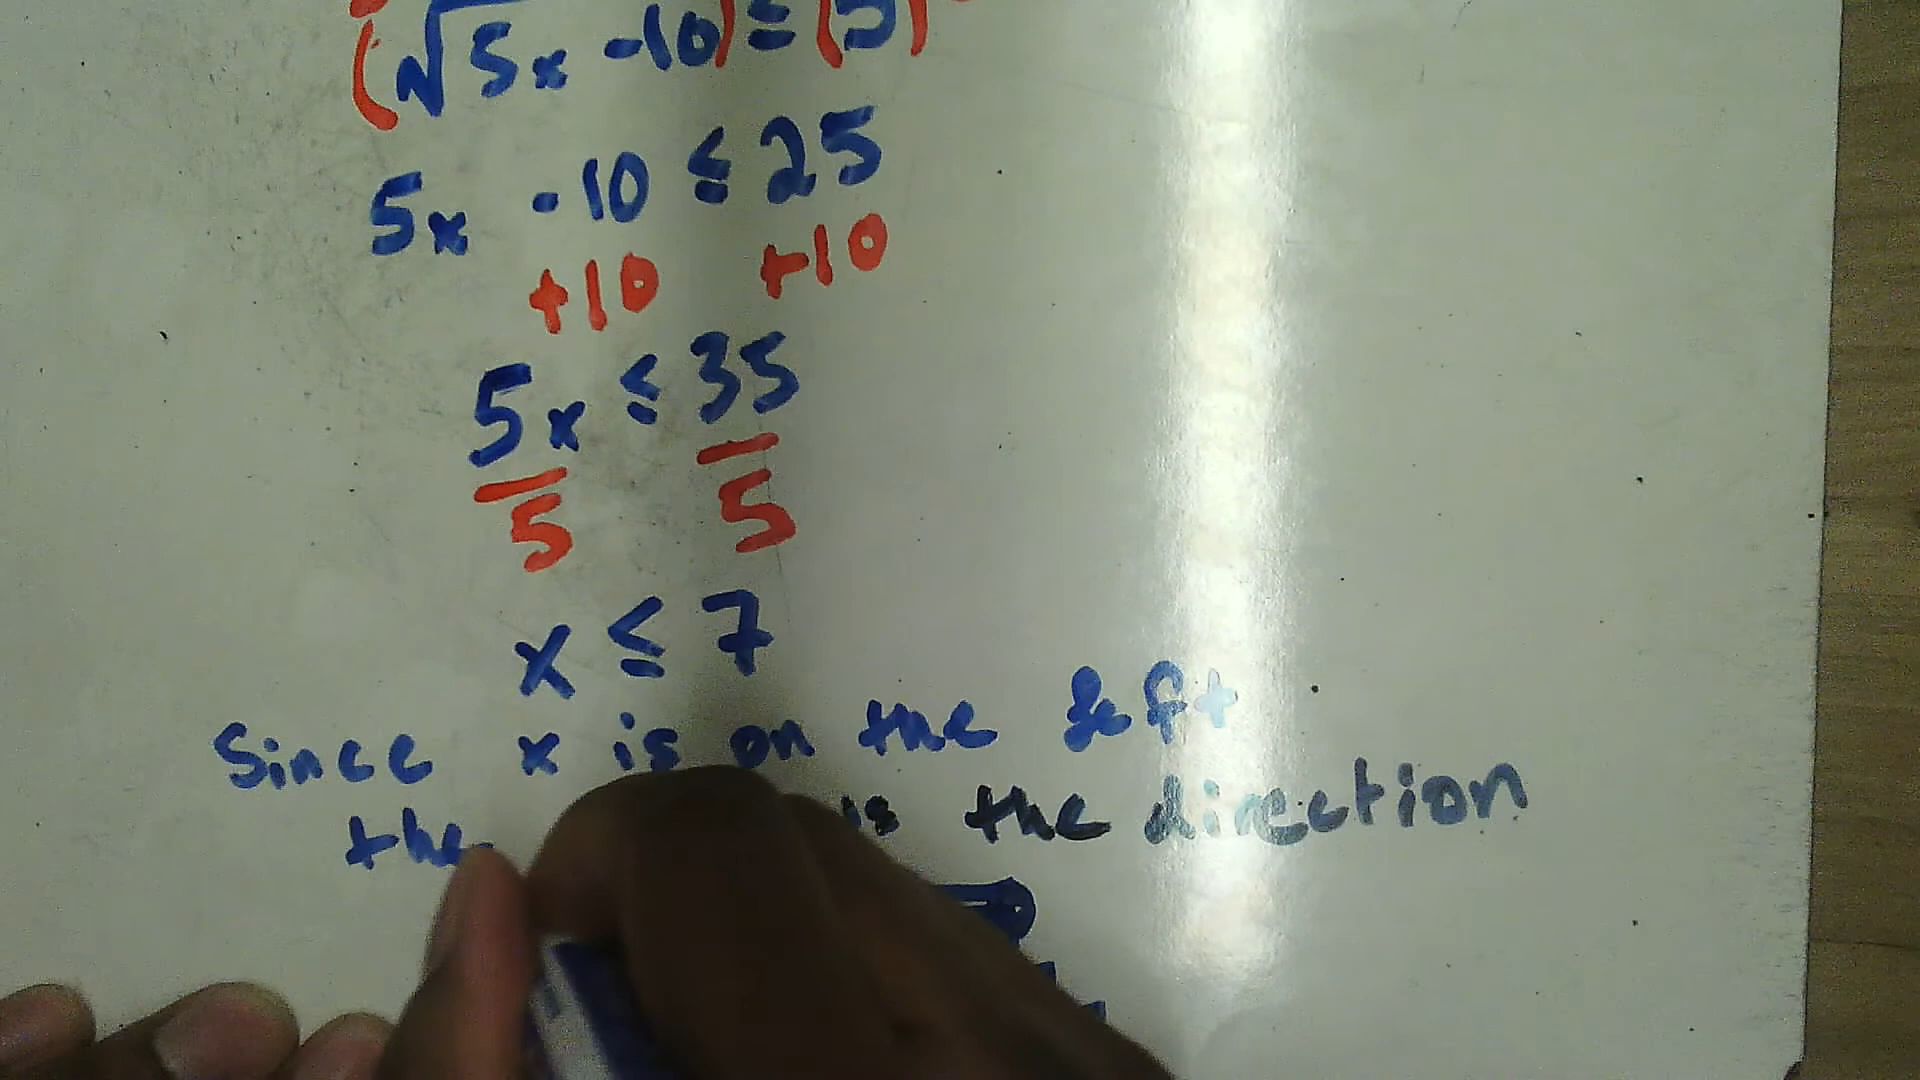 (√5x -10) ≤ (5)
5x -10 ≤ 25
+10 +10
5x ≤ 35
5 5
x ≤ 7
Since x is on the left
the is the direction